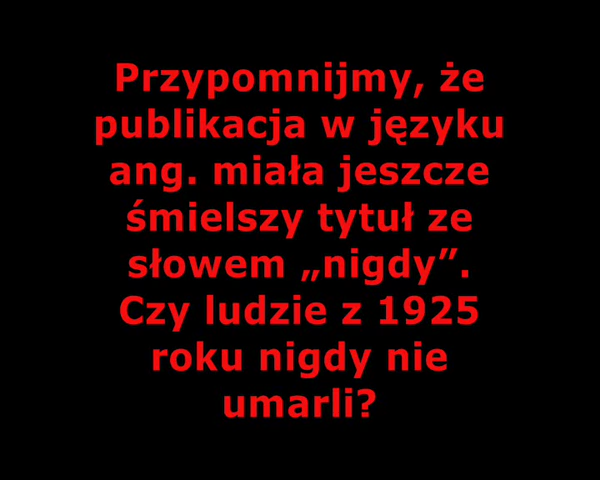 Przypomnijmy, że
publikacja w języku
ang. miała jeszcze
śmielszy tytuł ze
słowem „nigdy”.
Czy ludzie z 1925
roku nigdy nie
umarli?